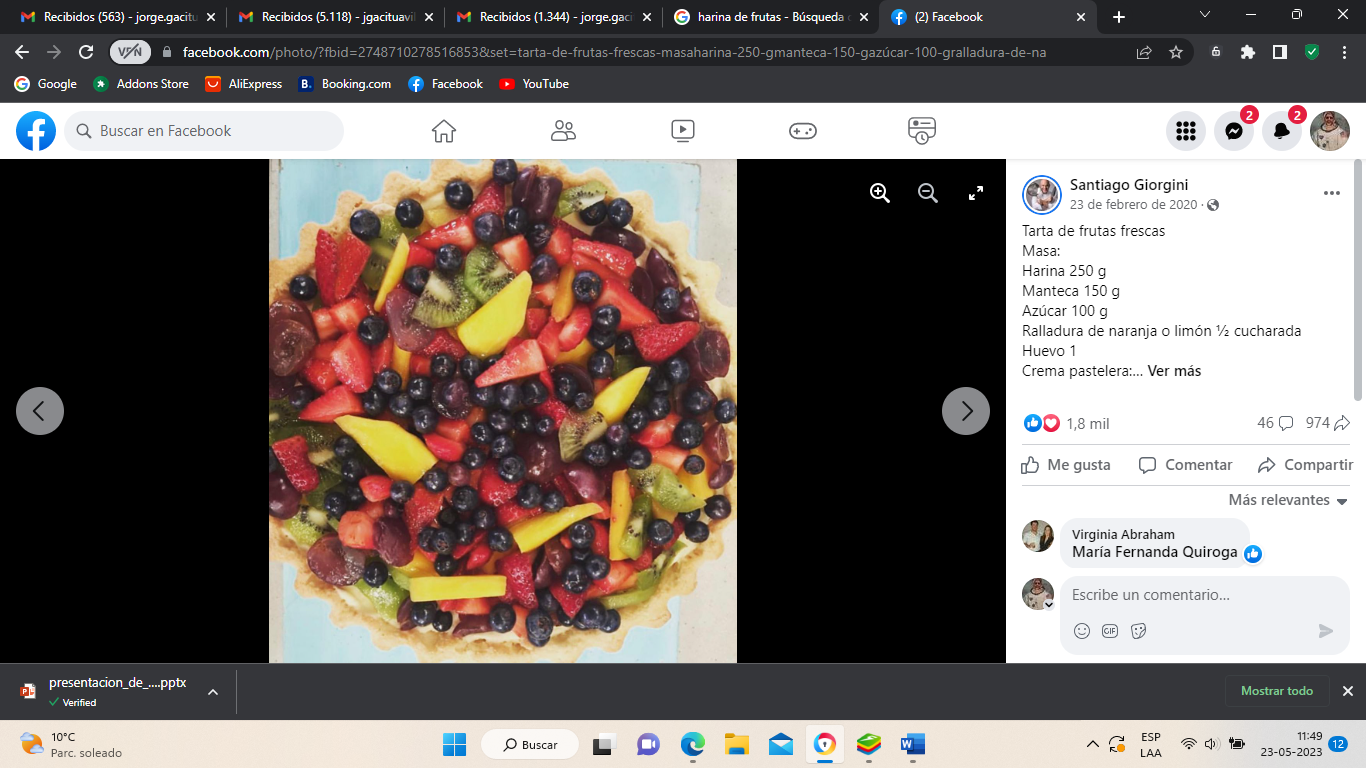 Recibidos (563) - jorge.gacitu
Recibidos (5.118) - jgacituavil
Recibidos (1.344) - jorge.gaci
harina de frutas - Búsqueda d
(2) Facebook
VPN
facebook.com/photo/?fbid=2748710278516853&set=tarta-de-frutas-frescas-masaharina-250-gmanteca-150-gazúcar-100-gralladura-de-na
Google
Addons Store
AliExpress
Booking.com
Facebook
YouTube
Buscar en Facebook
2
2
Santiago Giorgini
23 de febrero de 2020 ·
Tarta de frutas frescas
Masa:
Harina 250 g
Manteca 150 g
Azúcar 100 g
Ralladura de naranja o limón ½ cucharada
Huevo 1
Crema pastelera:... Ver más
1,8 mil
46
974
Me gusta
Comentar
Compartir
Más relevantes
Virginia Abraham
María Fernanda Quiroga
Escribe un comentario...
GIF
presentacion_de_....pptx
Verified
Mostrar todo
10°C
Parc. soleado
Buscar
ESP
LAA
11:49
23-05-2023
12